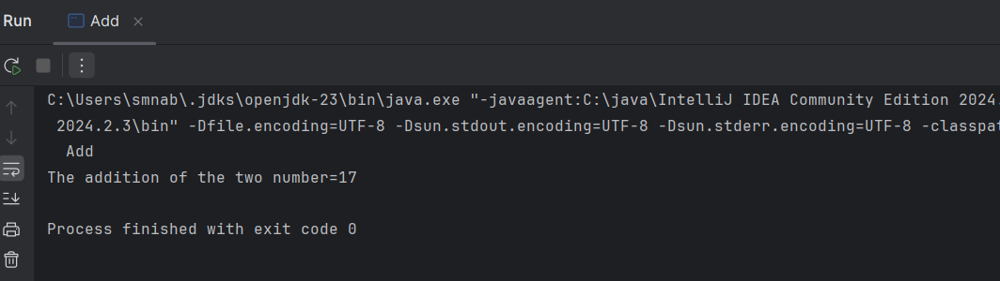 Run Add
C:\Users\smnab\.jdks\openjdk-23\bin\java.exe "-javaagent:C:\java\IntelliJ IDEA Community Edition 2024.
2024.2.3\bin" -Dfile.encoding=UTF-8 -Dsun.stdout.encoding=UTF-8 -Dsun.stderr.encoding=UTF-8 -classpat
Add
The addition of the two number=17
Process finished with exit code 0